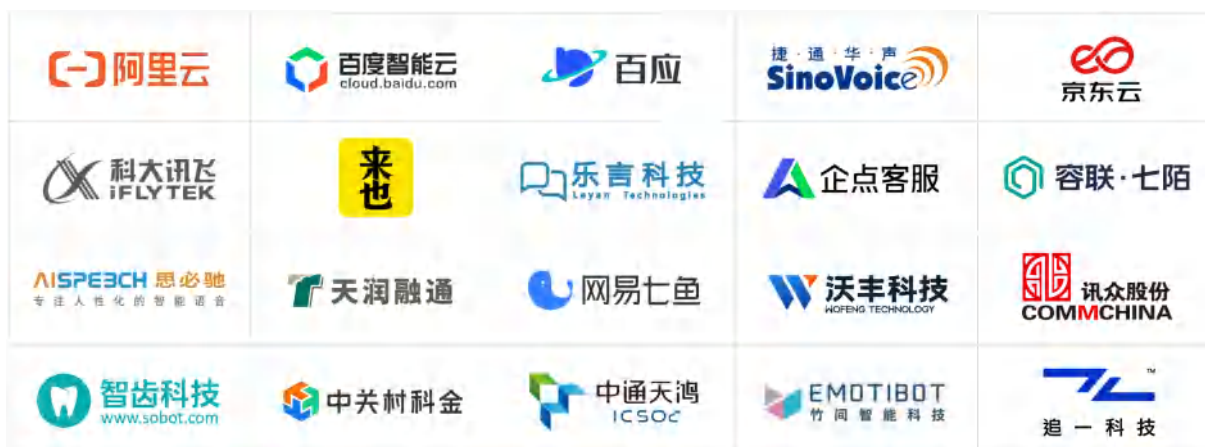 阿里云
百度智能云
cloud.baidu.com
百应
捷·通·华·声
SinoVoice
京东云
科大讯飞
iFLYTEK
来也
乐言科技
Leyan Technologies
企点客服
容联·七陌
AISPEECH 思必驰
专注人性化的智能语音
天润融通
网易七鱼
沃丰科技
WOFENG TECHNOLOGY
讯众股份
COMMCHINA
智齿科技
www.sobot.com
中关村科金
中通天鸿
ICSOC
EMOTIBOT
竹间智能科技
TM
追一科技